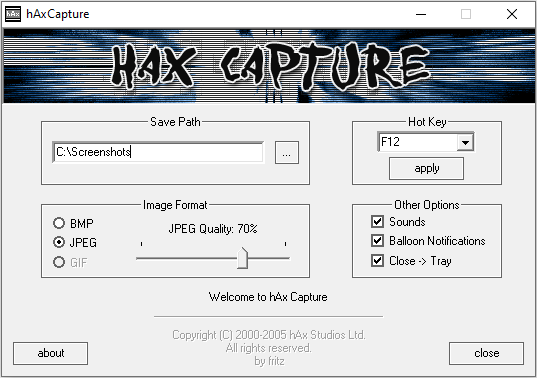 hAx hAxCapture
HAX CAPTURE
Save Path
C:\Screenshots
...
Hot Key
F12
apply
Image Format
BMP
JPEG
GIF
JPEG Quality: 70%
Other Options
Sounds
Balloon Notifications
Close -> Tray
Welcome to hAx Capture
Copyright (C) 2000-2005 hAx Studios Ltd.
All rights reserved.
by fritz
about
close